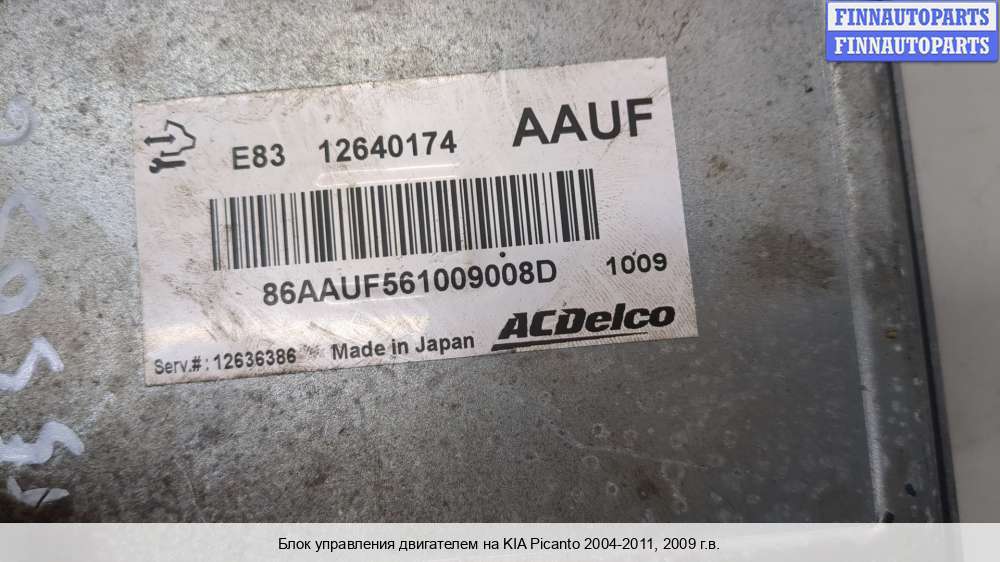 FINNAUTOPARTS
FINNAUTOPARTS
AAUF
E83 12640174
86AAUF561009008D 1009
ACDelco
Serv.#: 12636386 Made in Japan
Блок управления двигателем на KIA Picanto 2004-2011, 2009 г.в.